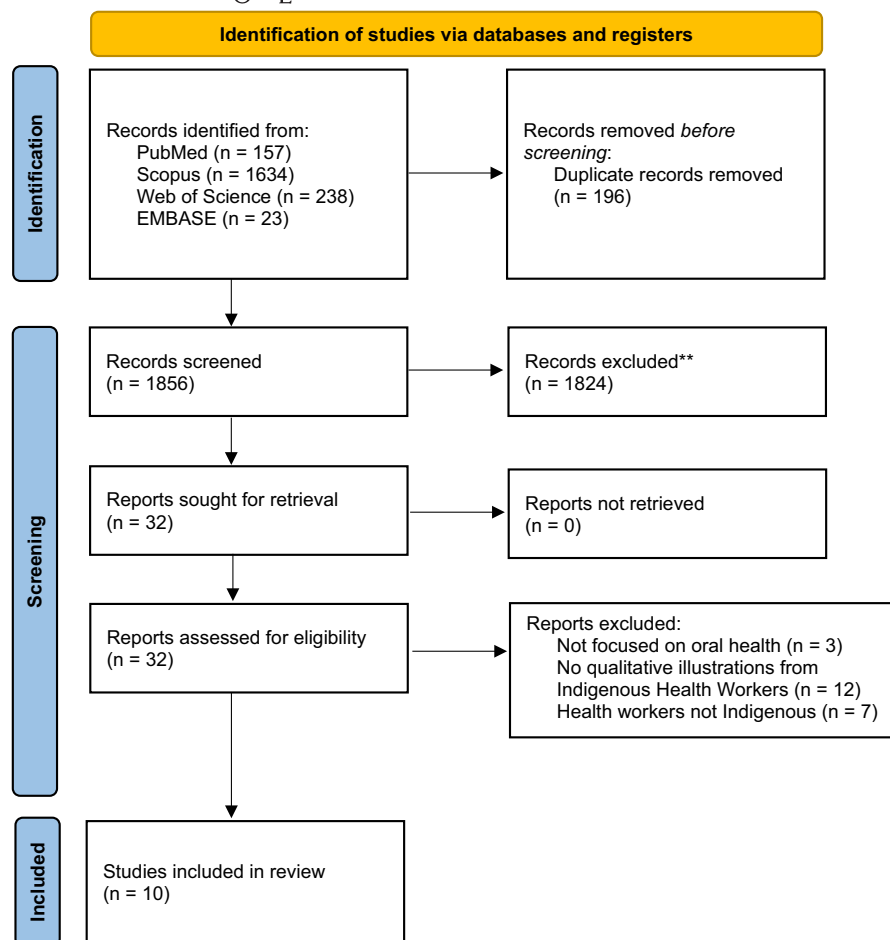 Identification of studies via databases and registers
Identification
Records identified from:
PubMed (n = 157)
Scopus (n = 1634)
Web of Science (n = 238)
EMBASE (n = 23)
Records removed before
screening:
Duplicate records removed
(n = 196)
Screening
Records screened
(n = 1856)
Records excluded**
(n = 1824)
Reports sought for retrieval
(n = 32)
Reports not retrieved
(n = 0)
Reports assessed for eligibility
(n = 32)
Reports excluded:
Not focused on oral health (n = 3)
No qualitative illustrations from
Indigenous Health Workers (n = 12)
Health workers not Indigenous (n = 7)
Included
Studies included in review
(n = 10)